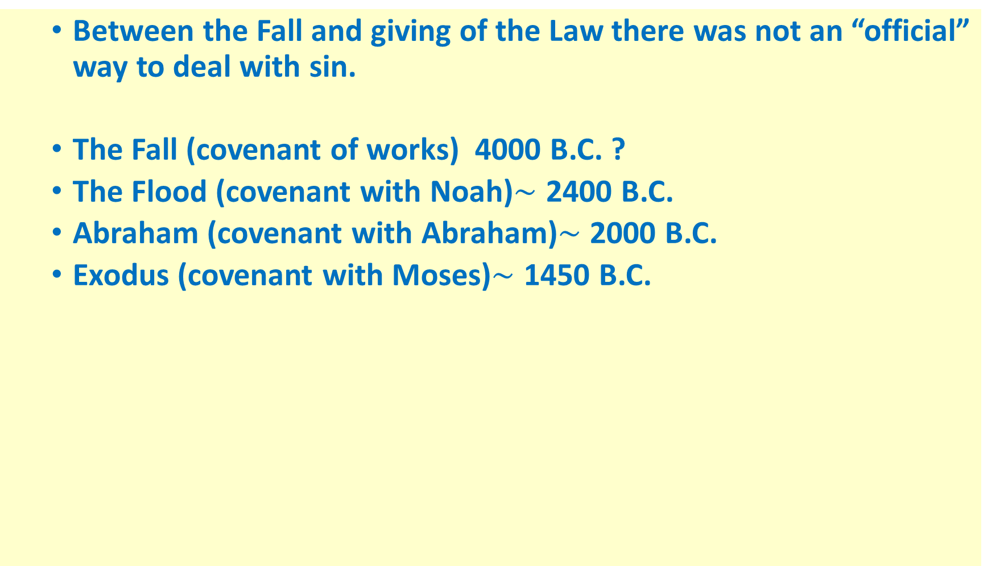 • Between the Fall and giving of the Law there was not an “official”
way to deal with sin.
• The Fall (covenant of works)  4000 B.C. ?
• The Flood (covenant with Noah)~ 2400 B.C.
• Abraham (covenant with Abraham)~ 2000 B.C.
• Exodus (covenant with Moses)~ 1450 B.C.